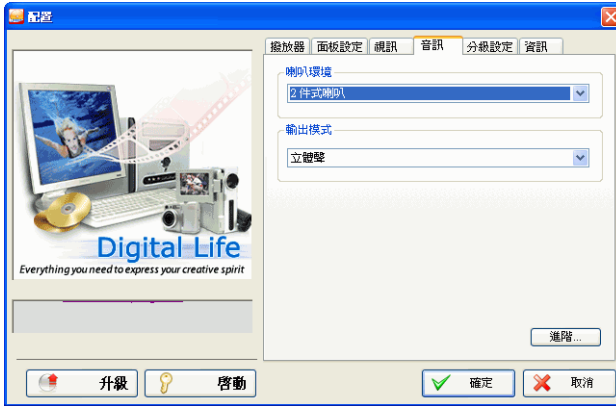 配置
撥放器 面板設定 視訊 音訊 分級設定 資訊
喇叭環境
2 件式喇叭
輸出模式
立體聲
Digital Life
Everything you need to express your creative spirit
進階...
升級
啓動
確定
取消